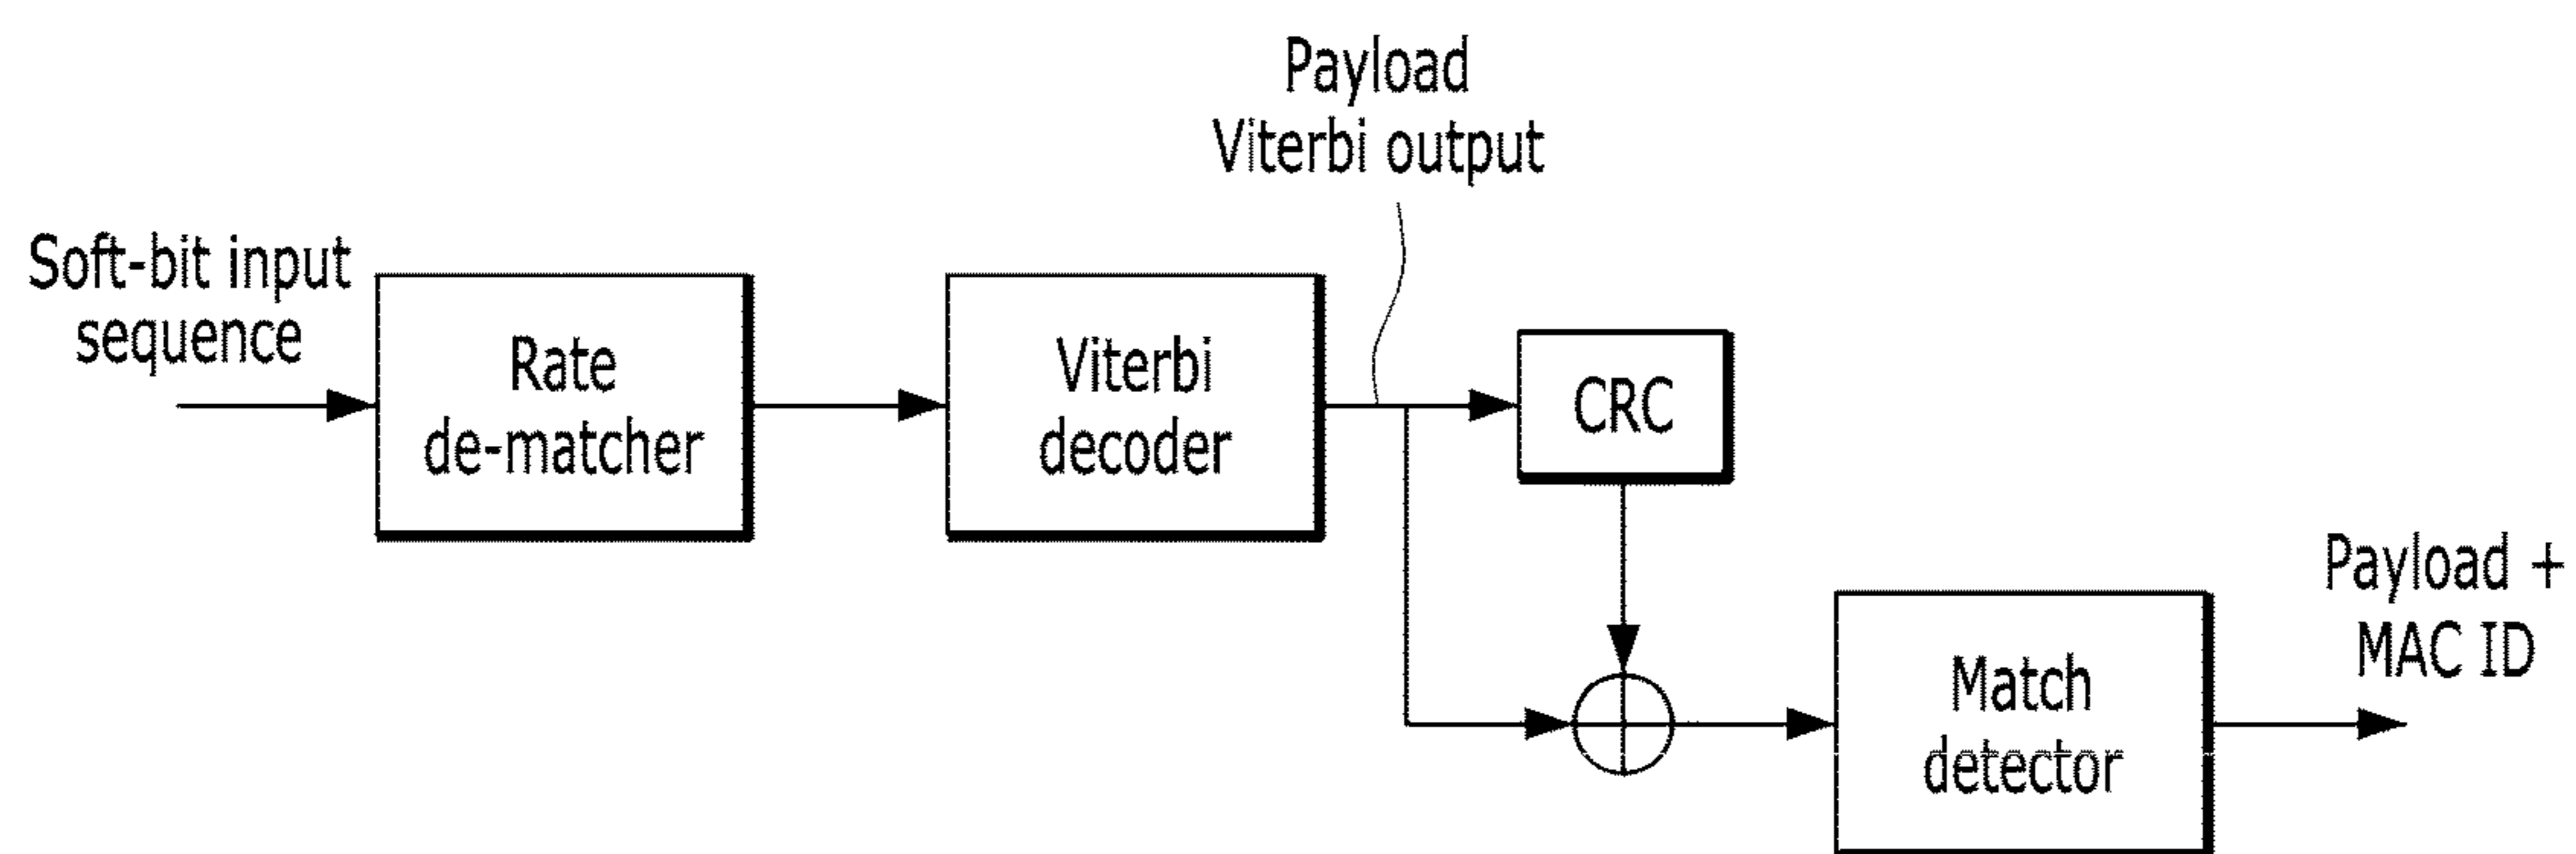 Payload
Viterbi output
Soft-bit input
sequence
Rate
de-matcher
Viterbi
decoder
CRC
Match
detector
Payload +
MAC ID